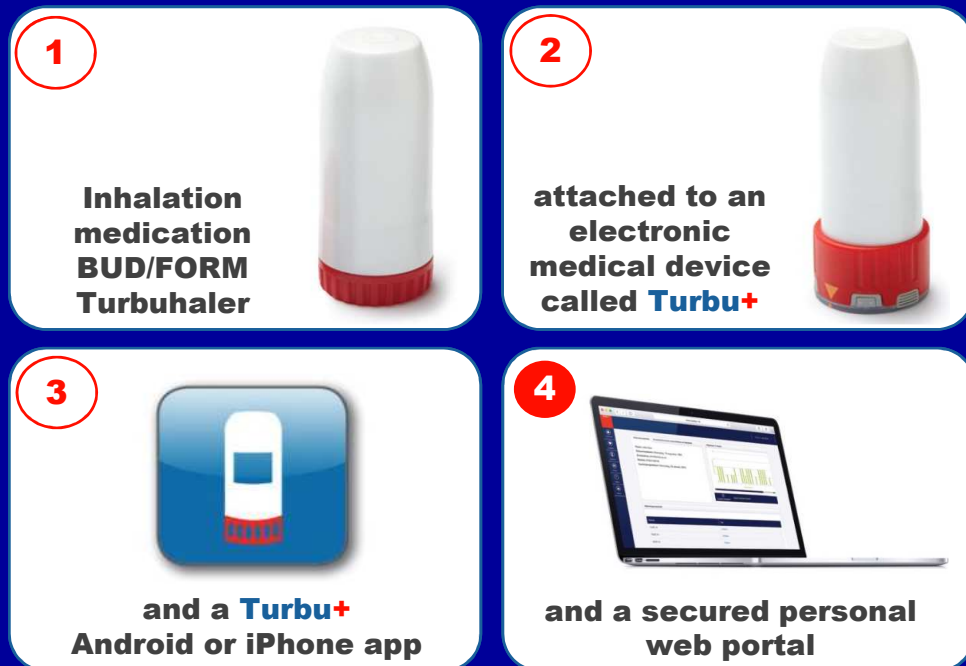 1
Inhalation
medication
BUD/FORM
Turbuhaler
2
attached to an
electronic
medical device
called Turbu+
3
and a Turbu+
Android or iPhone app
4
and a secured personal
web portal